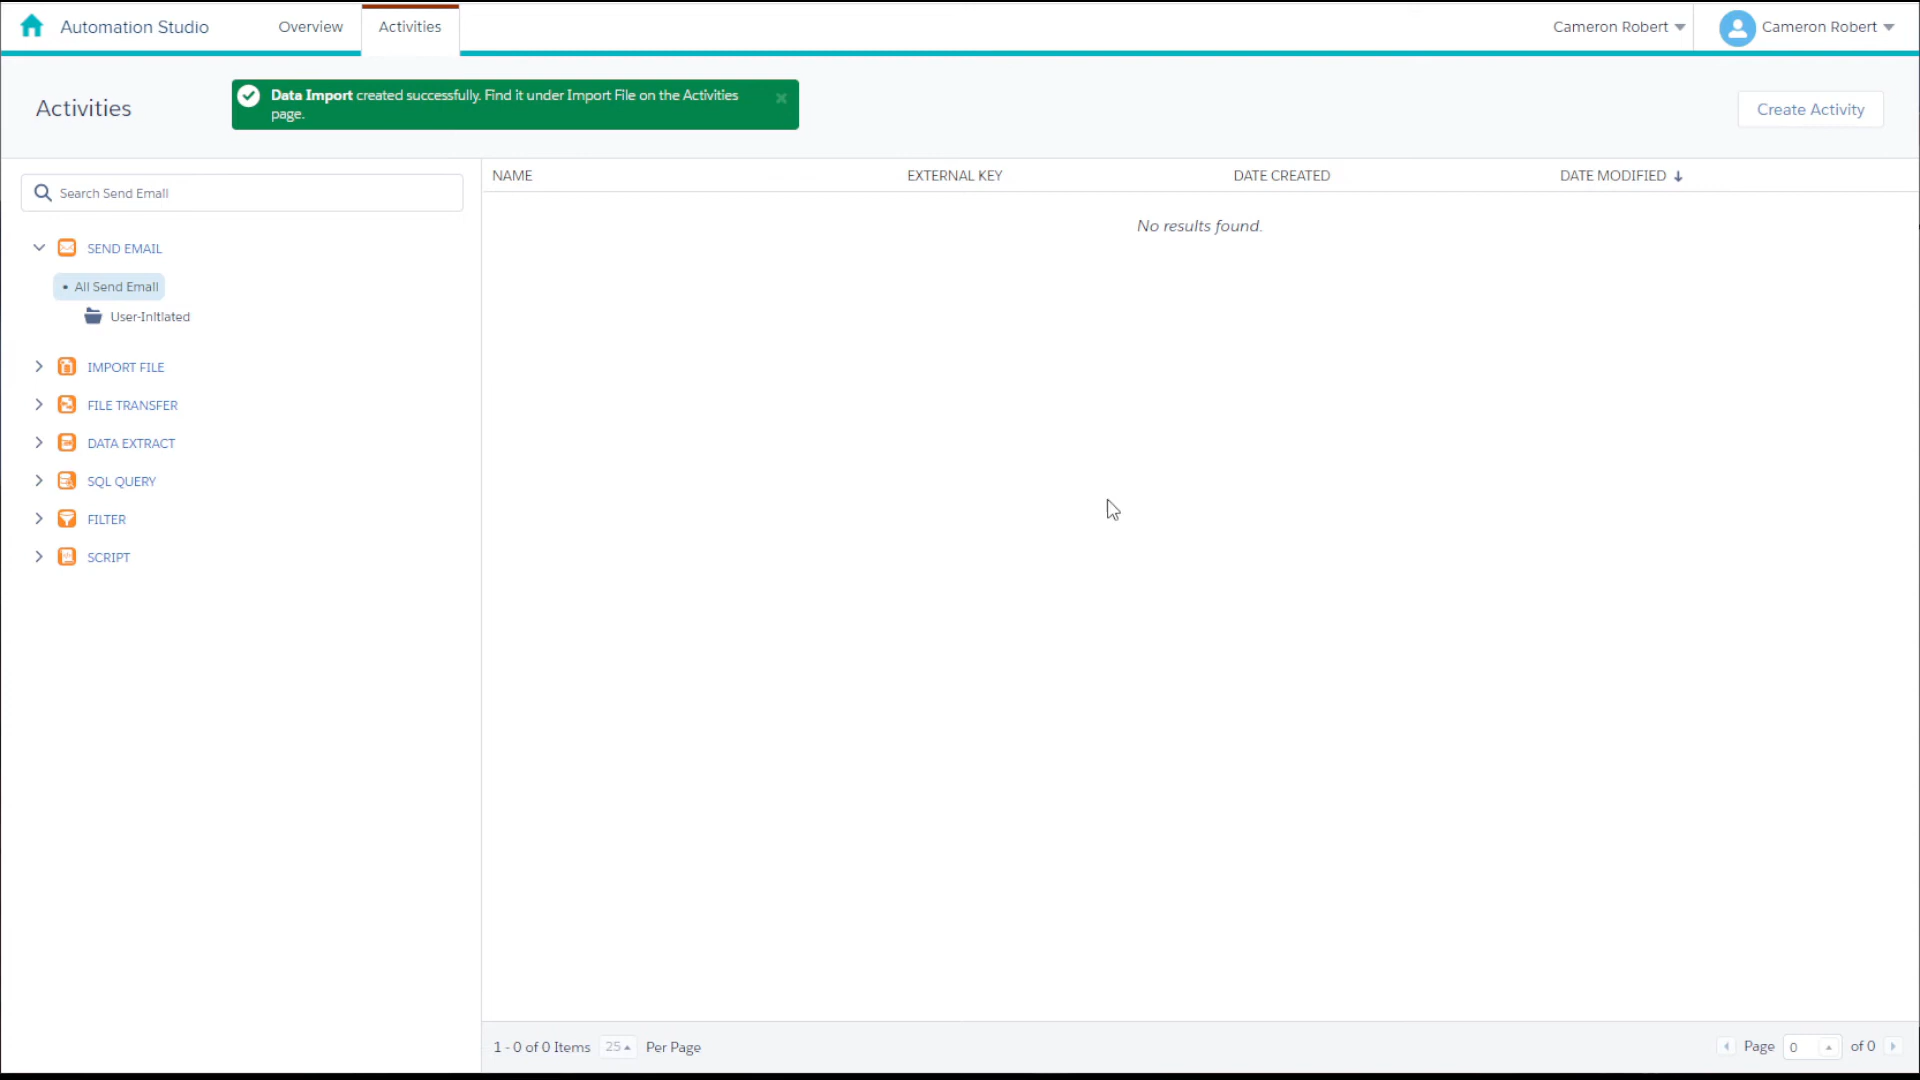 Automation Studio
Overview
Activities
Cameron Robert
Cameron Robert
Activities
Data Import created successfully. Find it under Import File on the Activities
page.
Create Activity
Search Send Email
NAME
EXTERNAL KEY
DATE CREATED
DATE MODIFIED
No results found.
SEND EMAIL
All Send Email
User-Initiated
IMPORT FILE
FILE TRANSFER
DATA EXTRACT
SQL QUERY
FILTER
SCRIPT
1 - 0 of 0 Items
25
Per Page
Page
0
of 0